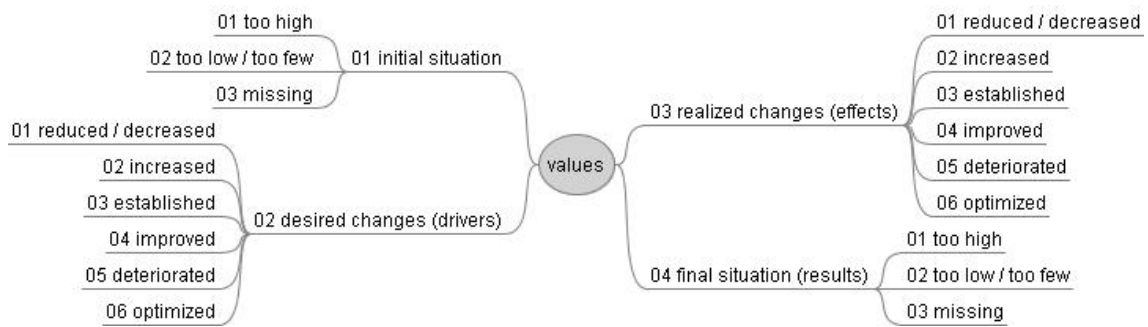 values
01 initial situation
01 too high
02 too low / too few
03 missing
02 desired changes (drivers)
01 reduced / decreased
02 increased
03 established
04 improved
05 deteriorated
06 optimized
03 realized changes (effects)
01 reduced / decreased
02 increased
03 established
04 improved
05 deteriorated
06 optimized
04 final situation (results)
01 too high
02 too low / too few
03 missing